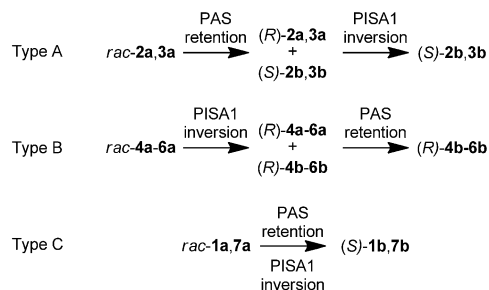 Type A rac-2a,3a PAS retention (R)-2a,3a + (S)-2b,3b PISA1 inversion (S)-2b,3b
Type B rac-4a-6a PISA1 inversion (R)-4a-6a + (R)-4b-6b PAS retention (R)-4b-6b
Type C rac-1a,7a PAS retention PISA1 inversion (S)-1b,7b